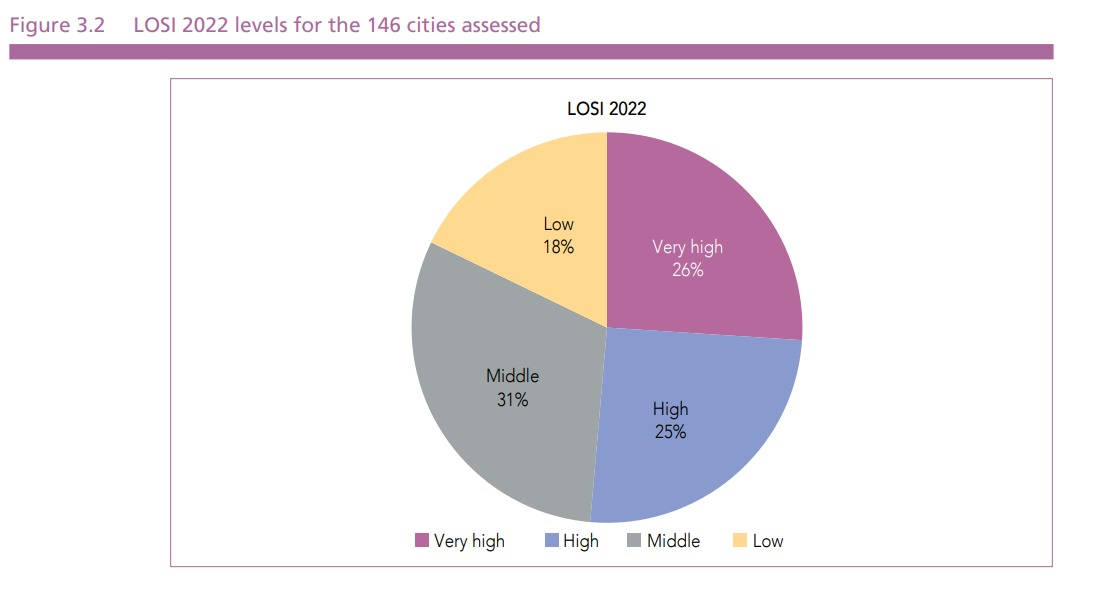 Figure 3.2 LOSI 2022 levels for the 146 cities assessed
LOSI 2022
Low
18%
Very high
26%
Middle
31%
High
25%
Very high High Middle Low